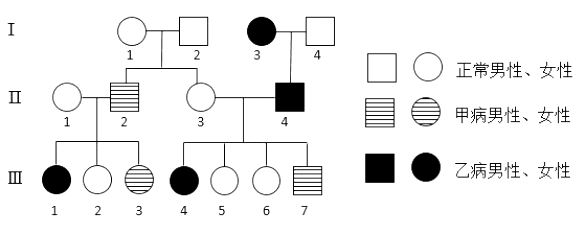 I
1 2 3 4
正常男性、女性
II
1 2 3 4
甲病男性、女性
III
乙病男性、女性
1 2 3 4 5 6 7